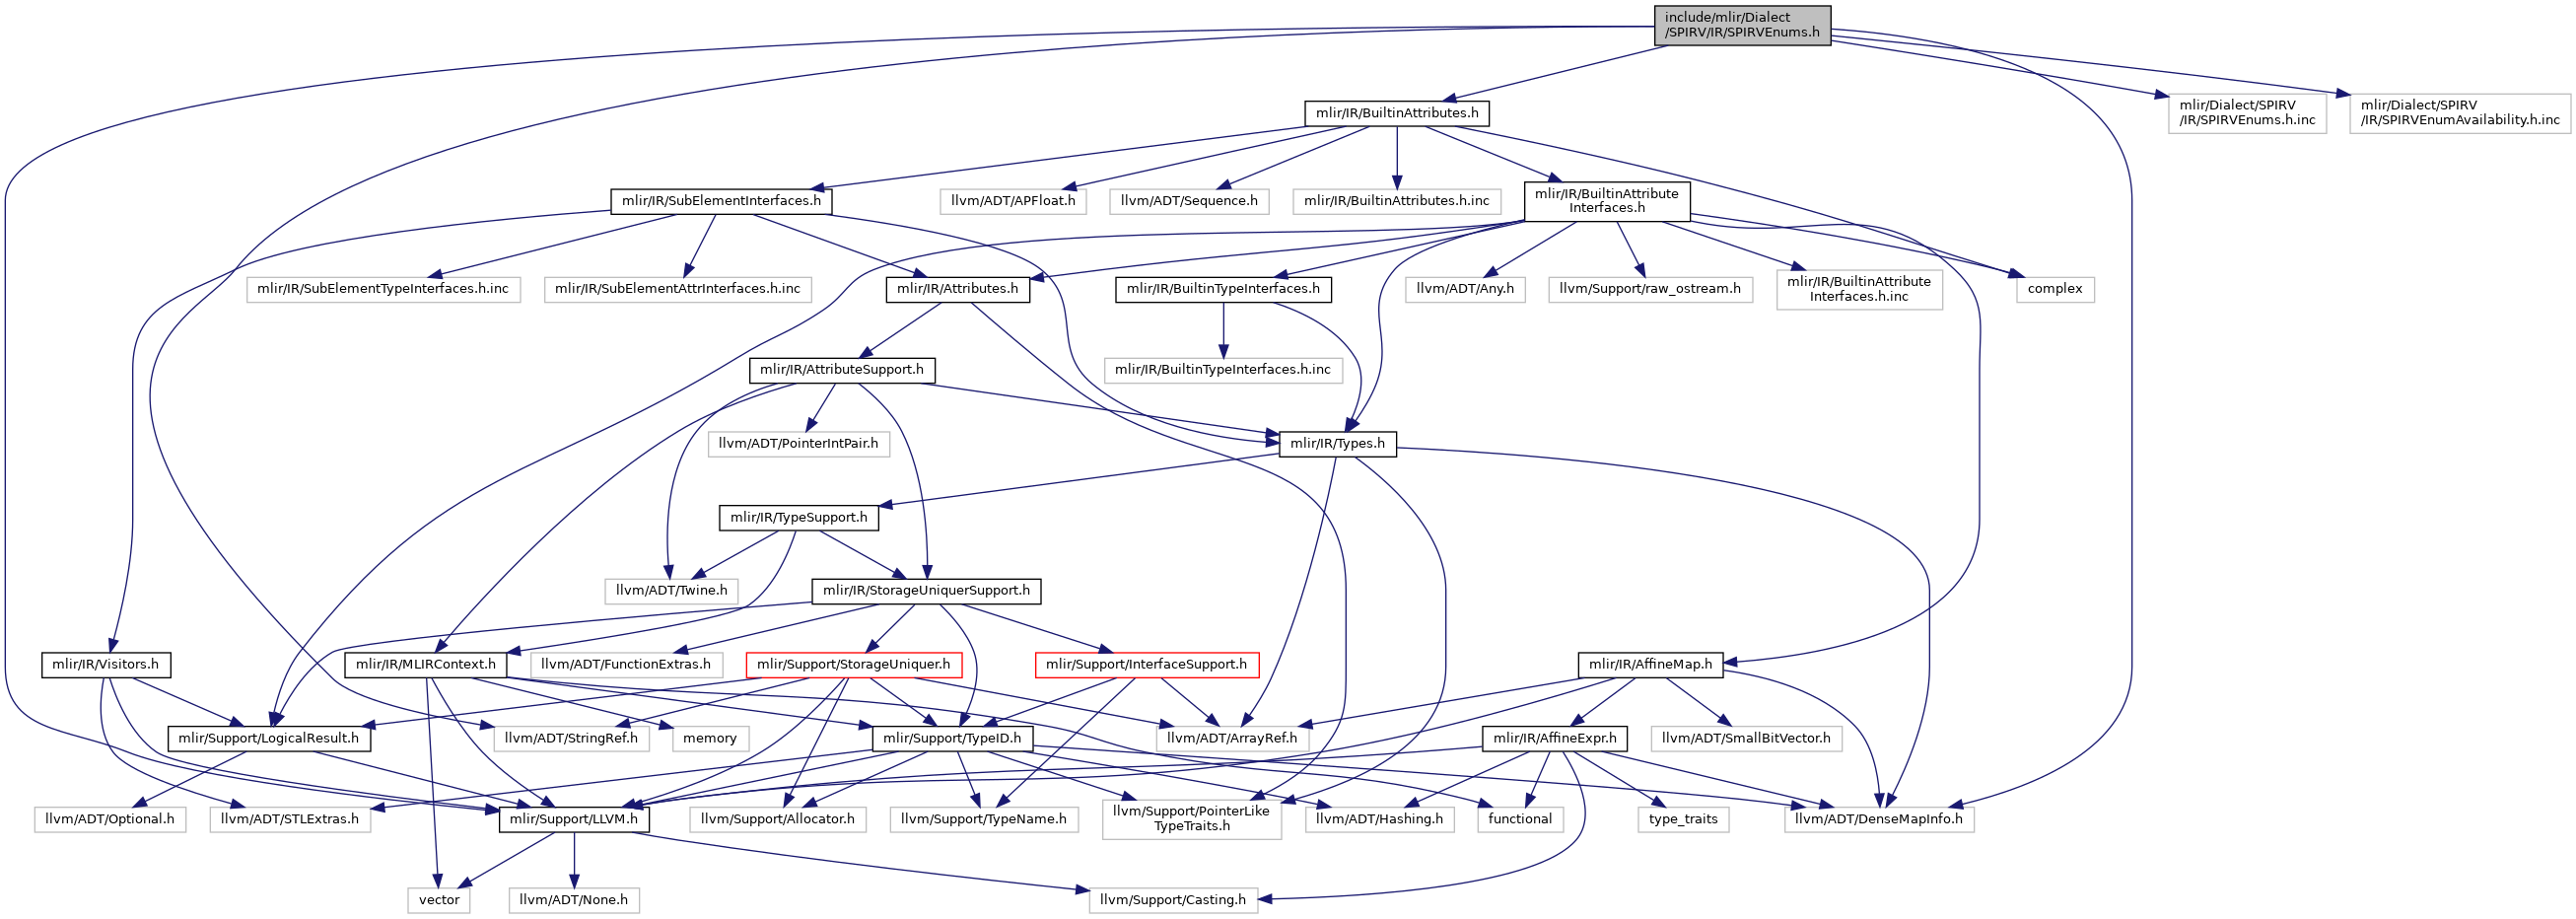 include/mlir/Dialect
/SPIRV/IR/SPIRVEnums.h
mlir/IR/BuiltinAttributes.h
mlir/Dialect/SPIRV
/IR/SPIRVEnums.h.inc
mlir/Dialect/SPIRV
/IR/SPIRVEnumAvailability.h.inc
mlir/IR/SubElementInterfaces.h
llvm/ADT/APFloat.h
llvm/ADT/Sequence.h
mlir/IR/BuiltinAttributes.h.inc
mlir/IR/BuiltinAttribute
Interfaces.h
mlir/IR/SubElementTypeInterfaces.h.inc
mlir/IR/SubElementAttrInterfaces.h.inc
mlir/IR/Attributes.h
mlir/IR/BuiltinTypeInterfaces.h
llvm/ADT/Any.h
llvm/Support/raw_ostream.h
mlir/IR/BuiltinAttribute
Interfaces.h.inc
complex
mlir/IR/AttributeSupport.h
mlir/IR/BuiltinTypeInterfaces.h.inc
llvm/ADT/PointerIntPair.h
mlir/IR/Types.h
mlir/IR/TypeSupport.h
llvm/ADT/Twine.h
mlir/IR/StorageUniquerSupport.h
mlir/IR/Visitors.h
mlir/IR/MLIRContext.h
llvm/ADT/FunctionExtras.h
mlir/Support/StorageUniquer.h
mlir/Support/InterfaceSupport.h
mlir/IR/AffineMap.h
mlir/Support/LogicalResult.h
llvm/ADT/StringRef.h
memory
mlir/Support/TypeID.h
llvm/ADT/ArrayRef.h
mlir/IR/AffineExpr.h
llvm/ADT/SmallBitVector.h
llvm/ADT/Optional.h
llvm/ADT/STLExtras.h
mlir/Support/LLVM.h
llvm/Support/Allocator.h
llvm/Support/TypeName.h
llvm/Support/PointerLike
TypeTraits.h
llvm/ADT/Hashing.h
functional
type_traits
llvm/ADT/DenseMapInfo.h
vector
llvm/ADT/None.h
llvm/Support/Casting.h